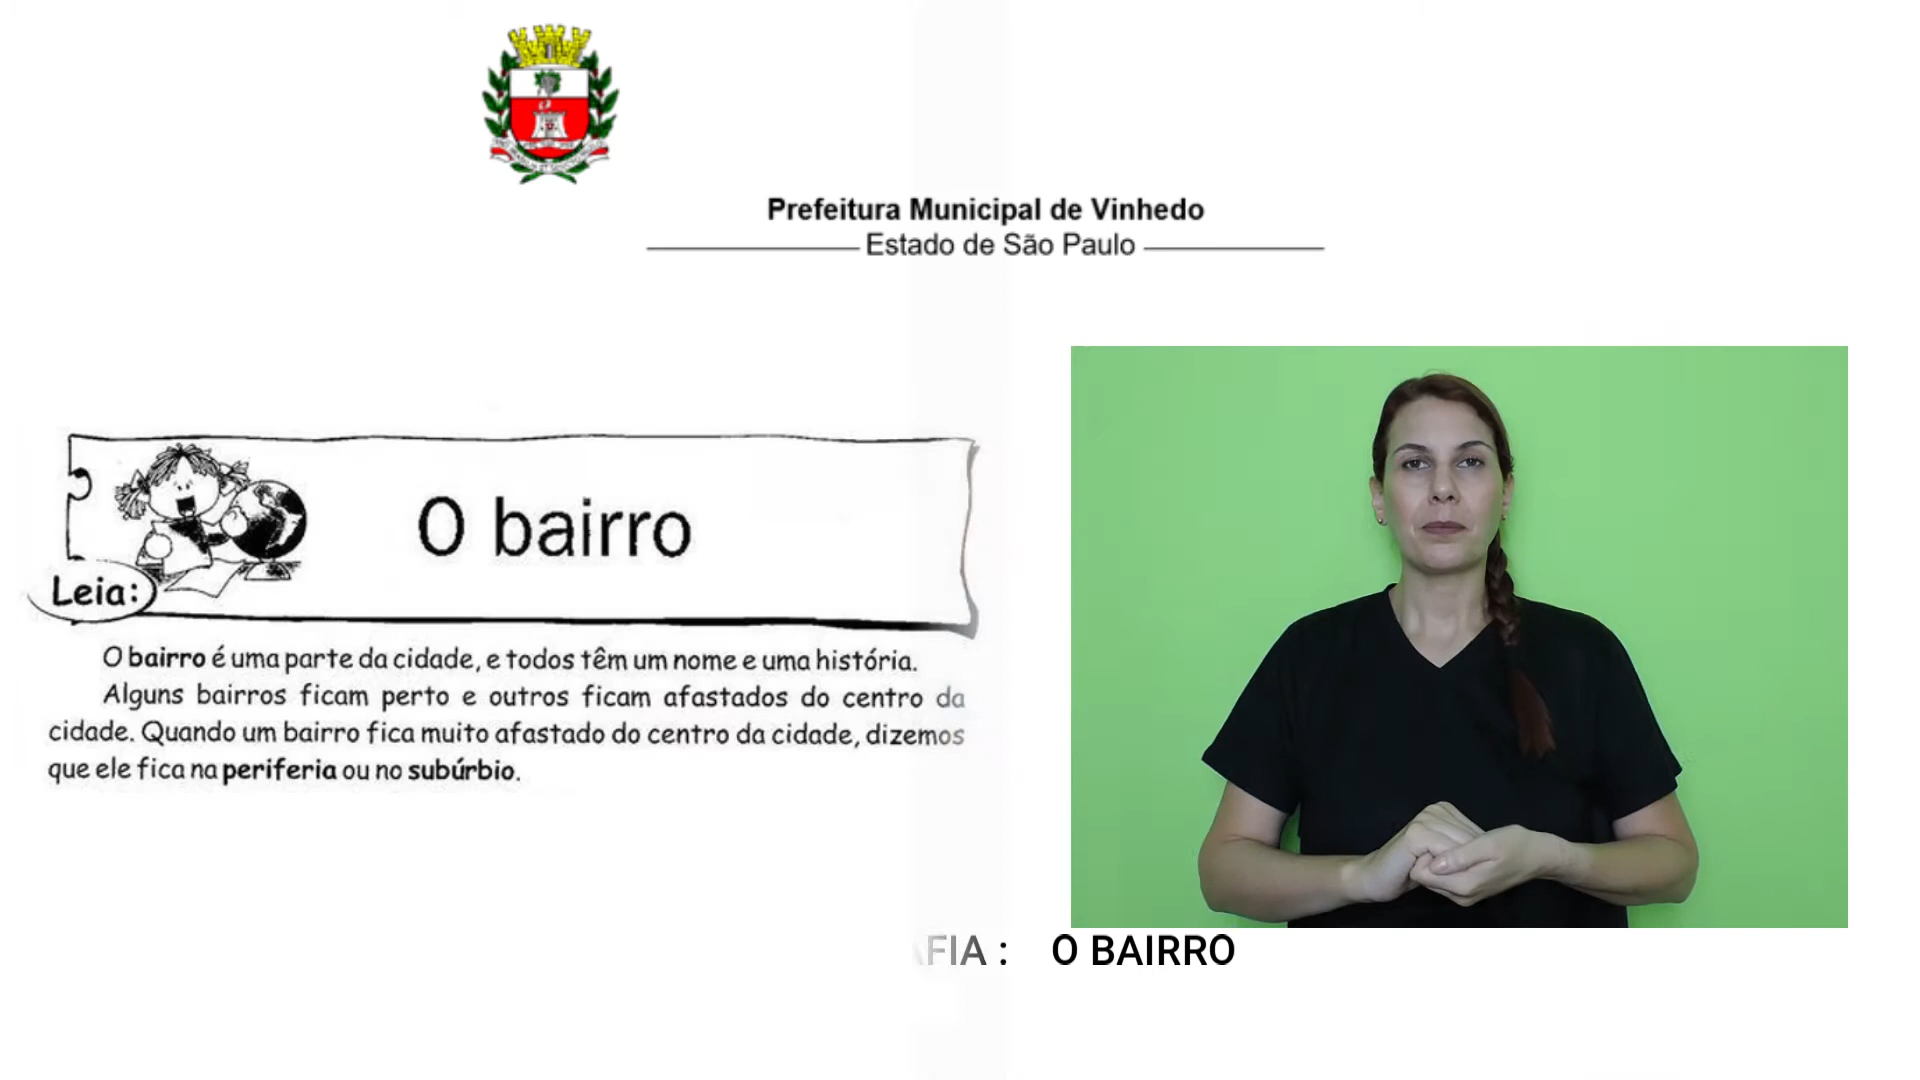 Prefeitura Municipal de Vinhedo
Estado de São Paulo
O bairro
Leia:
O bairro é uma parte da cidade, e todos têm um nome e uma história.
Alguns bairros ficam perto e outros ficam afastados do centro da
cidade. Quando um bairro fica muito afastado do centro da cidade, dizemos
que ele fica na periferia ou no subúrbio.
FIA : O BAIRRO